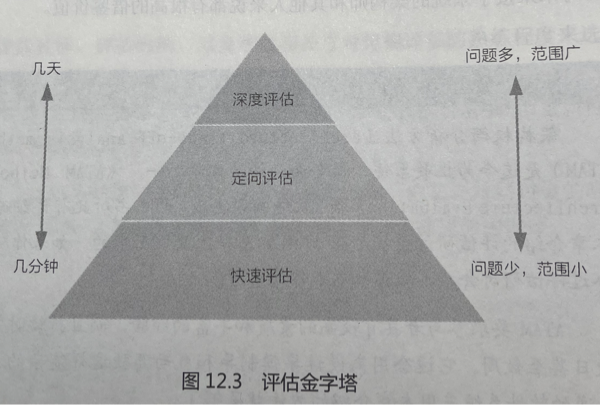 几天
问题多，范围广
深度评估
定向评估
几分钟
问题少，范围小
快速评估
图 12.3 评估金字塔